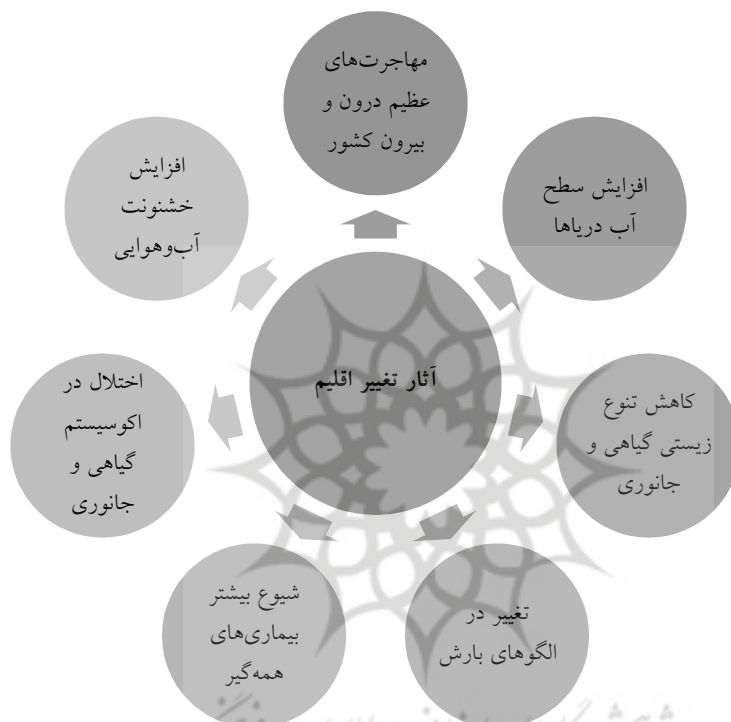 مهاجرت‌های
عظیم درون و
بیرون کشور
افزایش سطح
آب دریاها
کاهش تنوع
زیستی گیاهی و
جانوری
تغییر در
الگوهای بارش
شیوع بیشتر
بیماری‌های
همه‌گیر
اختلال در
اکوسیستم
گیاهی و
جانوری
افزایش
خشنونت
آب‌وهوایی
آثار تغییر اقلیم